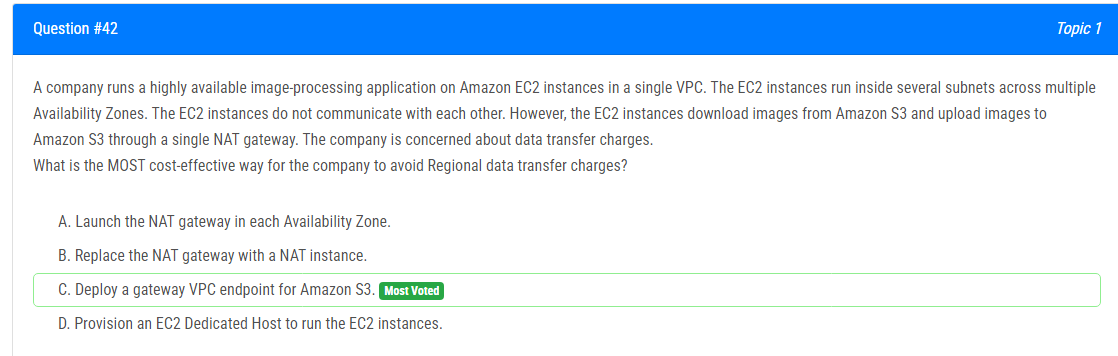 Question #42
Topic 1
A company runs a highly available image-processing application on Amazon EC2 instances in a single VPC. The EC2 instances run inside several subnets across multiple
Availability Zones. The EC2 instances do not communicate with each other. However, the EC2 instances download images from Amazon S3 and upload images to
Amazon S3 through a single NAT gateway. The company is concerned about data transfer charges.
What is the MOST cost-effective way for the company to avoid Regional data transfer charges?
A. Launch the NAT gateway in each Availability Zone.
B. Replace the NAT gateway with a NAT instance.
C. Deploy a gateway VPC endpoint for Amazon S3. Most Voted
D. Provision an EC2 Dedicated Host to run the EC2 instances.